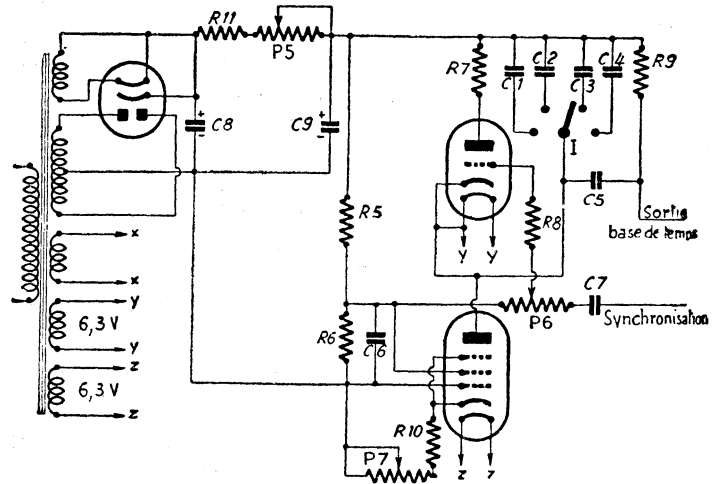 R11
P5
R7
C1
C2
C3
C4
R9
C8
C9
+
-
+
-
I
C5
R5
R8
Sortie
base de temps
y
y
x
x
y
6,3 V
y
z
6,3 V
z
R6
C6
P6
C7
Synchronisation
R10
P7
z
z